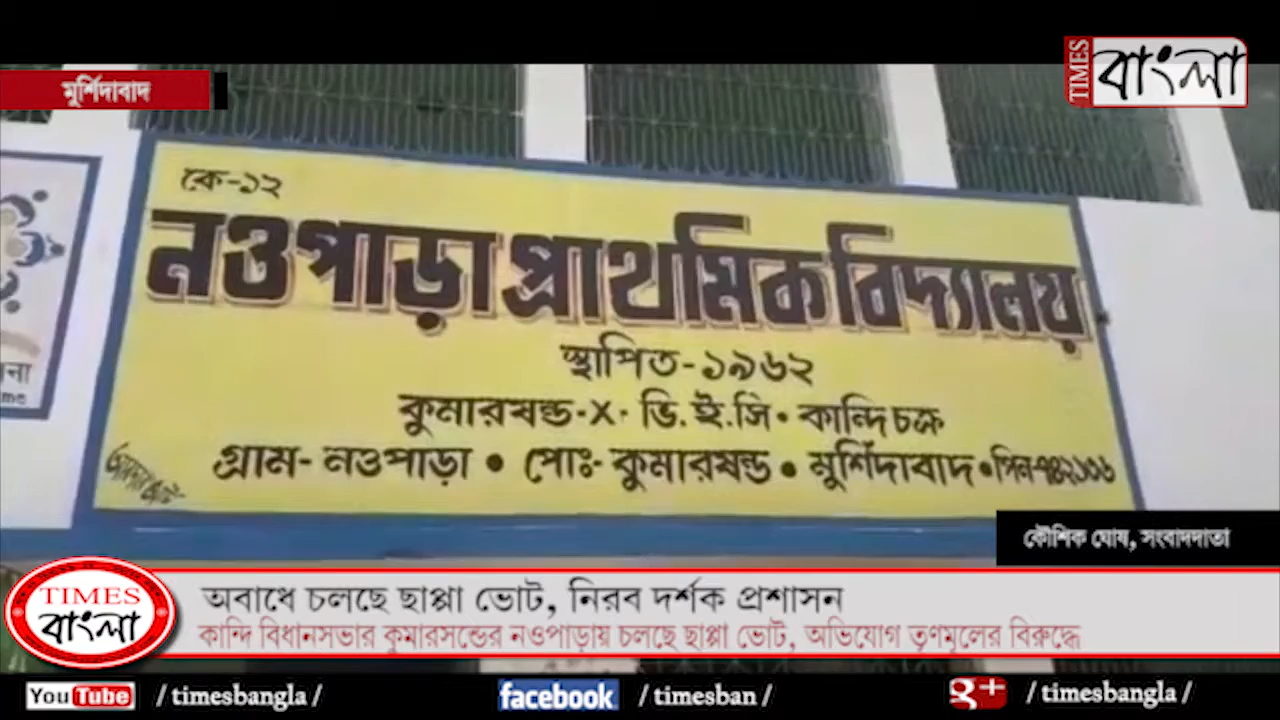 মুর্শিদাবাদ
TIMES বাংলা
কে-১২
নওপাড়া প্রাথমিক বিদ্যালয়
স্থাপিত-১৯৬২
কুমারষন্ড-X· ভি.ই.সি· কান্দি চক্র
গ্রাম- নওপাড়া • পোঃ- কুমারষন্ড • মুর্শিদাবাদ • পিন-
না
me
কৌশিক ঘোষ, সংবাদদাতা
TIMES
বাংলা
অবাধে চলছে ছাপ্পা ভোট, নিরব দর্শক প্রশাসন
কান্দি বিধানসভার কুমারসন্ডের নওপাড়ায় চলছে ছাপ্পা ভোট, অভিযোগ তৃণমূলের বিরুদ্ধে
YouTube / timesbangla / facebook / timesban / g+ / timesbangla /